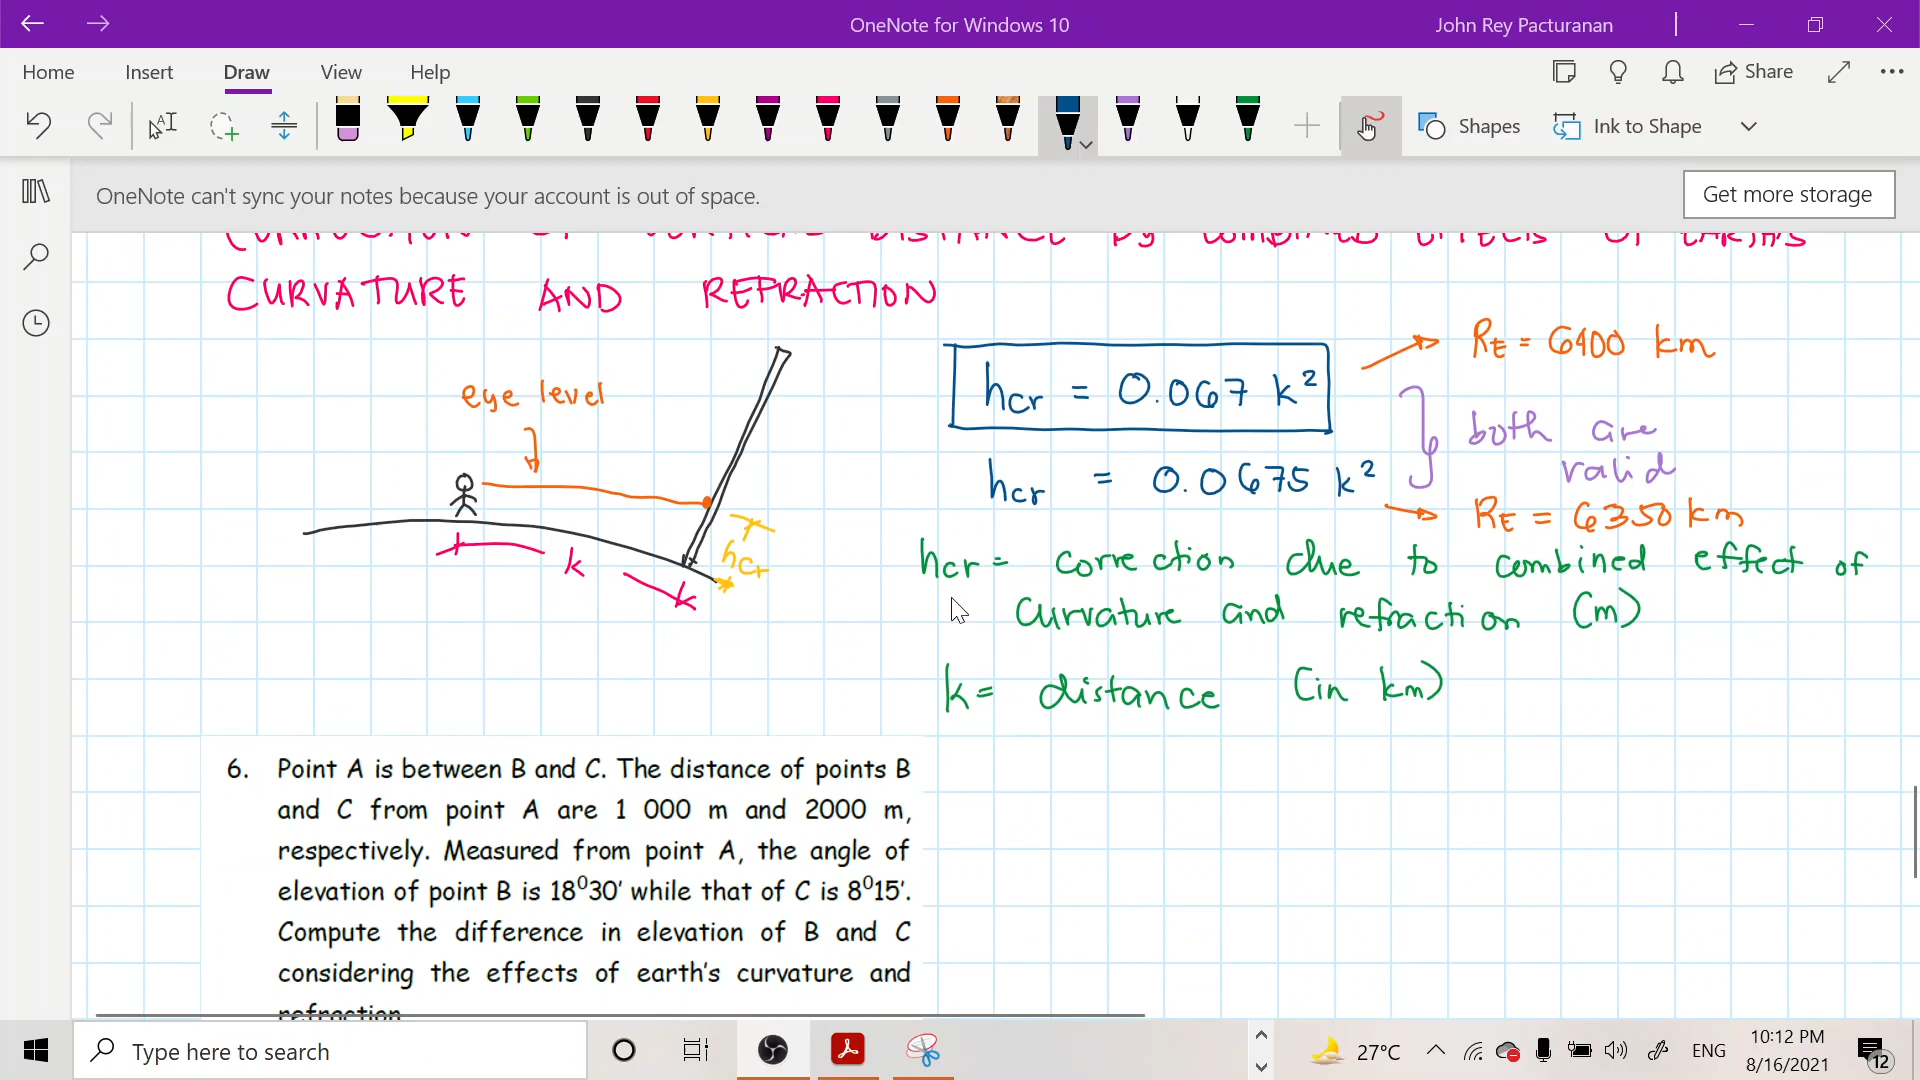 OneNote for Windows 10
John Rey Pacturanan
Home Insert Draw View Help
Share
Shapes
Ink to Shape
OneNote can't sync your notes because your account is out of space.
Get more storage
CURVATURE AND REFRACTION
eye level
k
hcr
hcr = 0.067 k²
hcr = 0.0675 k²
RE = 6400 km
both are
valid
RE = 6350 km
hcr = correction due to combined effect of
curvature and refraction (m)
k = distance (in km)
6. Point A is between B and C. The distance of points B
and C from point A are 1 000 m and 2000 m,
respectively. Measured from point A, the angle of
elevation of point B is 18⁰30' while that of C is 8⁰15'.
Compute the difference in elevation of B and C
considering the effects of earth's curvature and
refraction
Type here to search
27°C
ENG
10:12 PM
8/16/2021
12